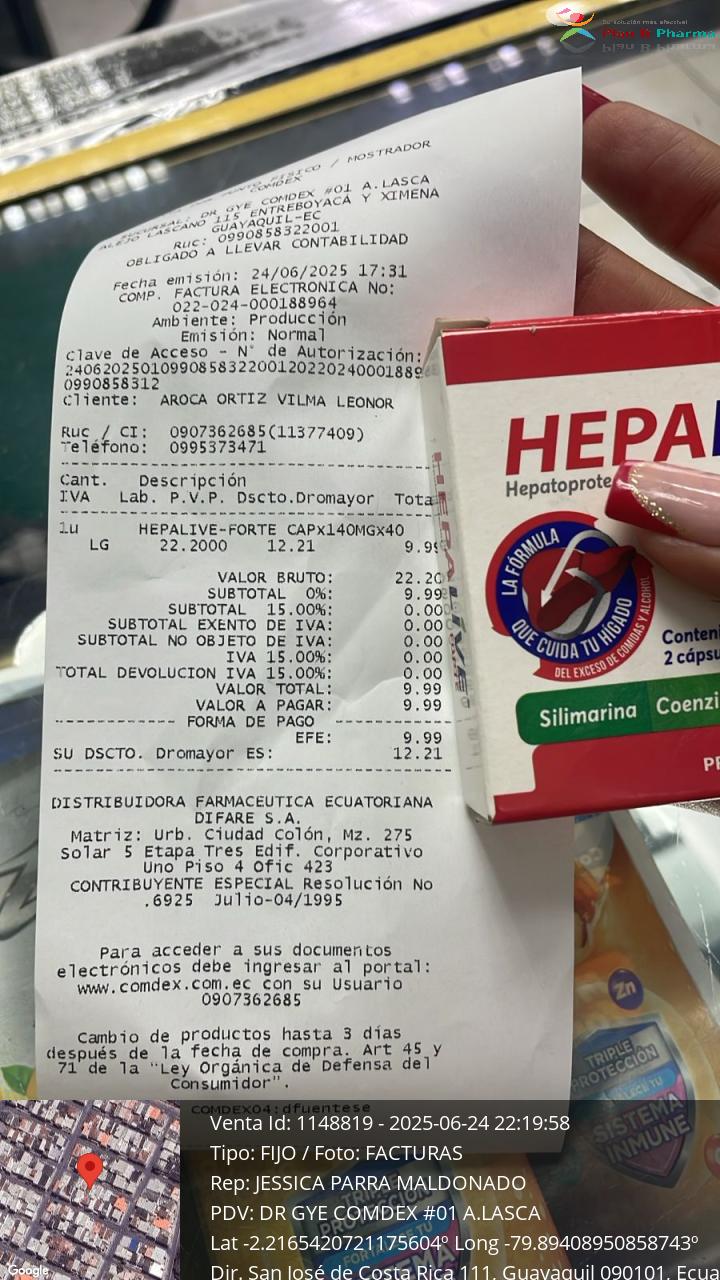 Su solución más efectiva!
Plus & Pharma
FISICO / MOSTRADOR
COMDEX
SUCURSAL: DR GYE COMDEX #01 A.LASCA
ALEJO LASCANO 115 ENTREBOYACÁ Y XIMENA
GUAYAQUIL-EC
Ruc: 0990858322001
OBLIGADO A LLEVAR CONTABILIDAD
Fecha emisión: 24/06/2025 17:31
COMP. FACTURA ELECTRONICA No:
022-024-000188964
Ambiente: Producción
Emisión: Normal
Clave de Acceso - N° de Autorización:
0990858312
Cliente: AROCA ORTIZ VILMA LEONOR
Ruc / CI: 0907362685(11377409)
Teléfono: 0995373471
Cant. Descripción
IVA Lab. P.V.P. Dscto.Dromayor Tota
1u HEPALIVE-FORTE CAPx140MGx40
LG 22.2000 12.21 9.99
VALOR BRUTO: 22.20
SUBTOTAL 0%: 9.99
SUBTOTAL 15.00%: 0.00
SUBTOTAL EXENTO DE IVA: 0.00
SUBTOTAL NO OBJETO DE IVA: 0.00
IVA 15.00%: 0.00
TOTAL DEVOLUCION IVA 15.00%: 0.00
VALOR TOTAL: 9.99
VALOR A PAGAR: 9.99
---------- FORMA DE PAGO ----------
EFE: 9.99
SU DSCTO. Dromayor ES: 12.21
DISTRIBUIDORA FARMACEUTICA ECUATORIANA
DIFARE S.A.
Matriz: Urb. Ciudad Colón, Mz. 275
Solar 5 Etapa Tres Edif. Corporativo
Uno Piso 4 Ofic 423
CONTRIBUYENTE ESPECIAL Resolución No
.6925 Julio-04/1995
Para acceder a sus documentos
electrónicos debe ingresar al portal:
www.comdex.com.ec con su Usuario
0907362685
Cambio de productos hasta 3 días
después de la fecha de compra. Art 45 y
71 de la "Ley Orgánica de Defensa del
Consumidor".
COMDEX04:dfuentese
HEPA
Hepatoprote
HEPALIVE
LA FÓRMULA
QUE CUIDA TU HÍGADO
DEL EXCESO DE COMIDAS Y ALCOHOL
Conteni
2 cápsu
Silimarina Coenzi
Zn
TRIPLE
PROTECCIÓN
SISTEMA
INMUNE
TRIPLE
PROTECCIÓN
SISTEMA
Venta Id: 1148819 - 2025-06-24 22:19:58
Tipo: FIJO / Foto: FACTURAS
Rep: JESSICA PARRA MALDONADO
PDV: DR GYE COMDEX #01 A.LASCA
Lat -2.2165420721175604º Long -79.89408950858743º
Dir. San José de Costa Rica 111, Guayaquil 090101, Ecua
Google